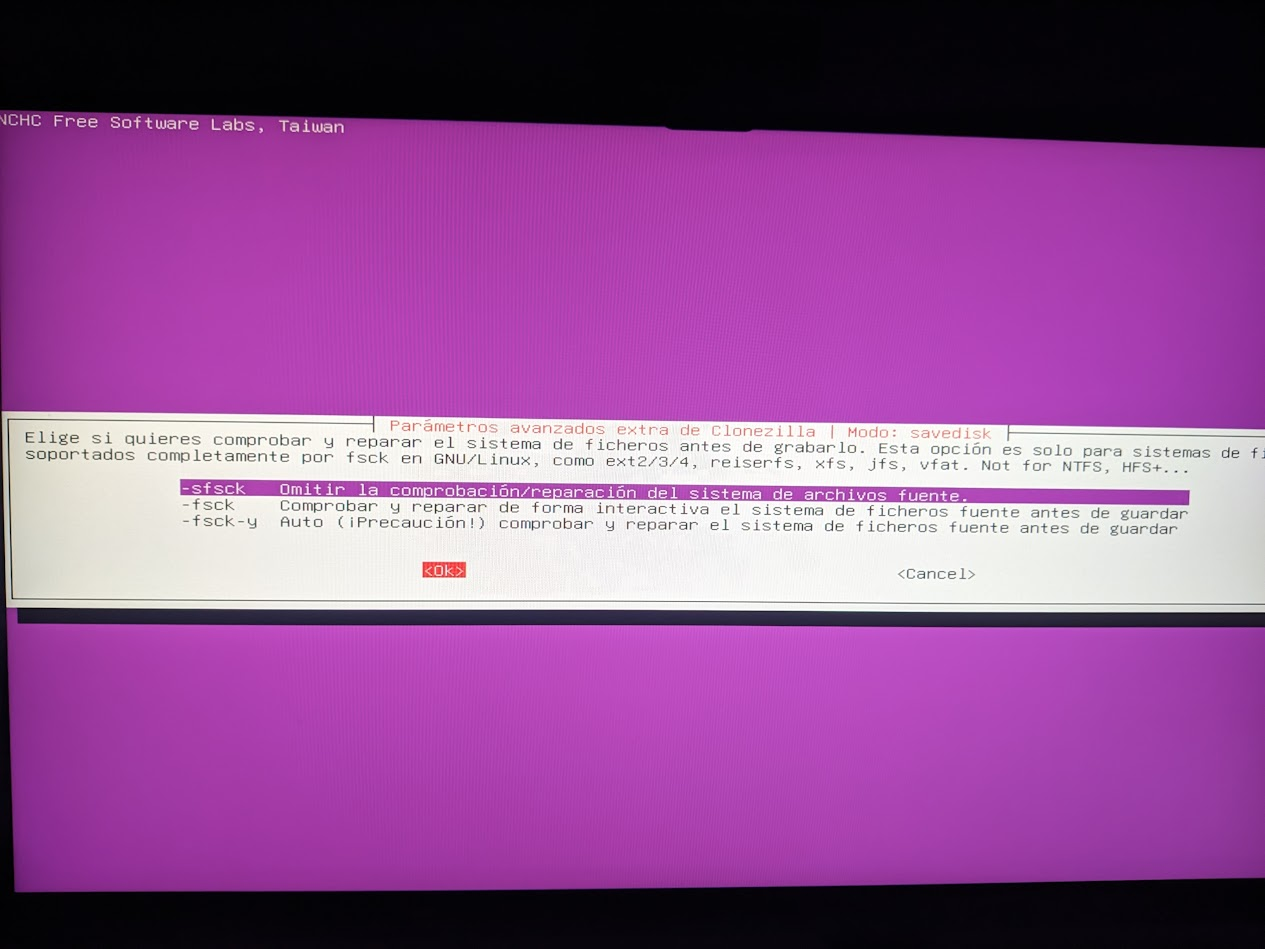 NCHC Free Software Labs, Taiwan
Parámetros avanzados extra de Clonezilla | Modo: savedisk
Elige si quieres comprobar y reparar el sistema de ficheros antes de grabarlo. Esta opción es solo para sistemas de
soportados completamente por fsck en GNU/Linux, como ext2/3/4, reiserfs, xfs, jfs, vfat. Not for NTFS, HFS+...
-sfsck Omitir la comprobación/reparación del sistema de archivos fuente.
-fsck Comprobar y reparar de forma interactiva el sistema de ficheros fuente antes de guardar
-fsck-y Auto (¡Precaución!) comprobar y reparar el sistema de ficheros fuente antes de guardar
<Ok> <Cancel>